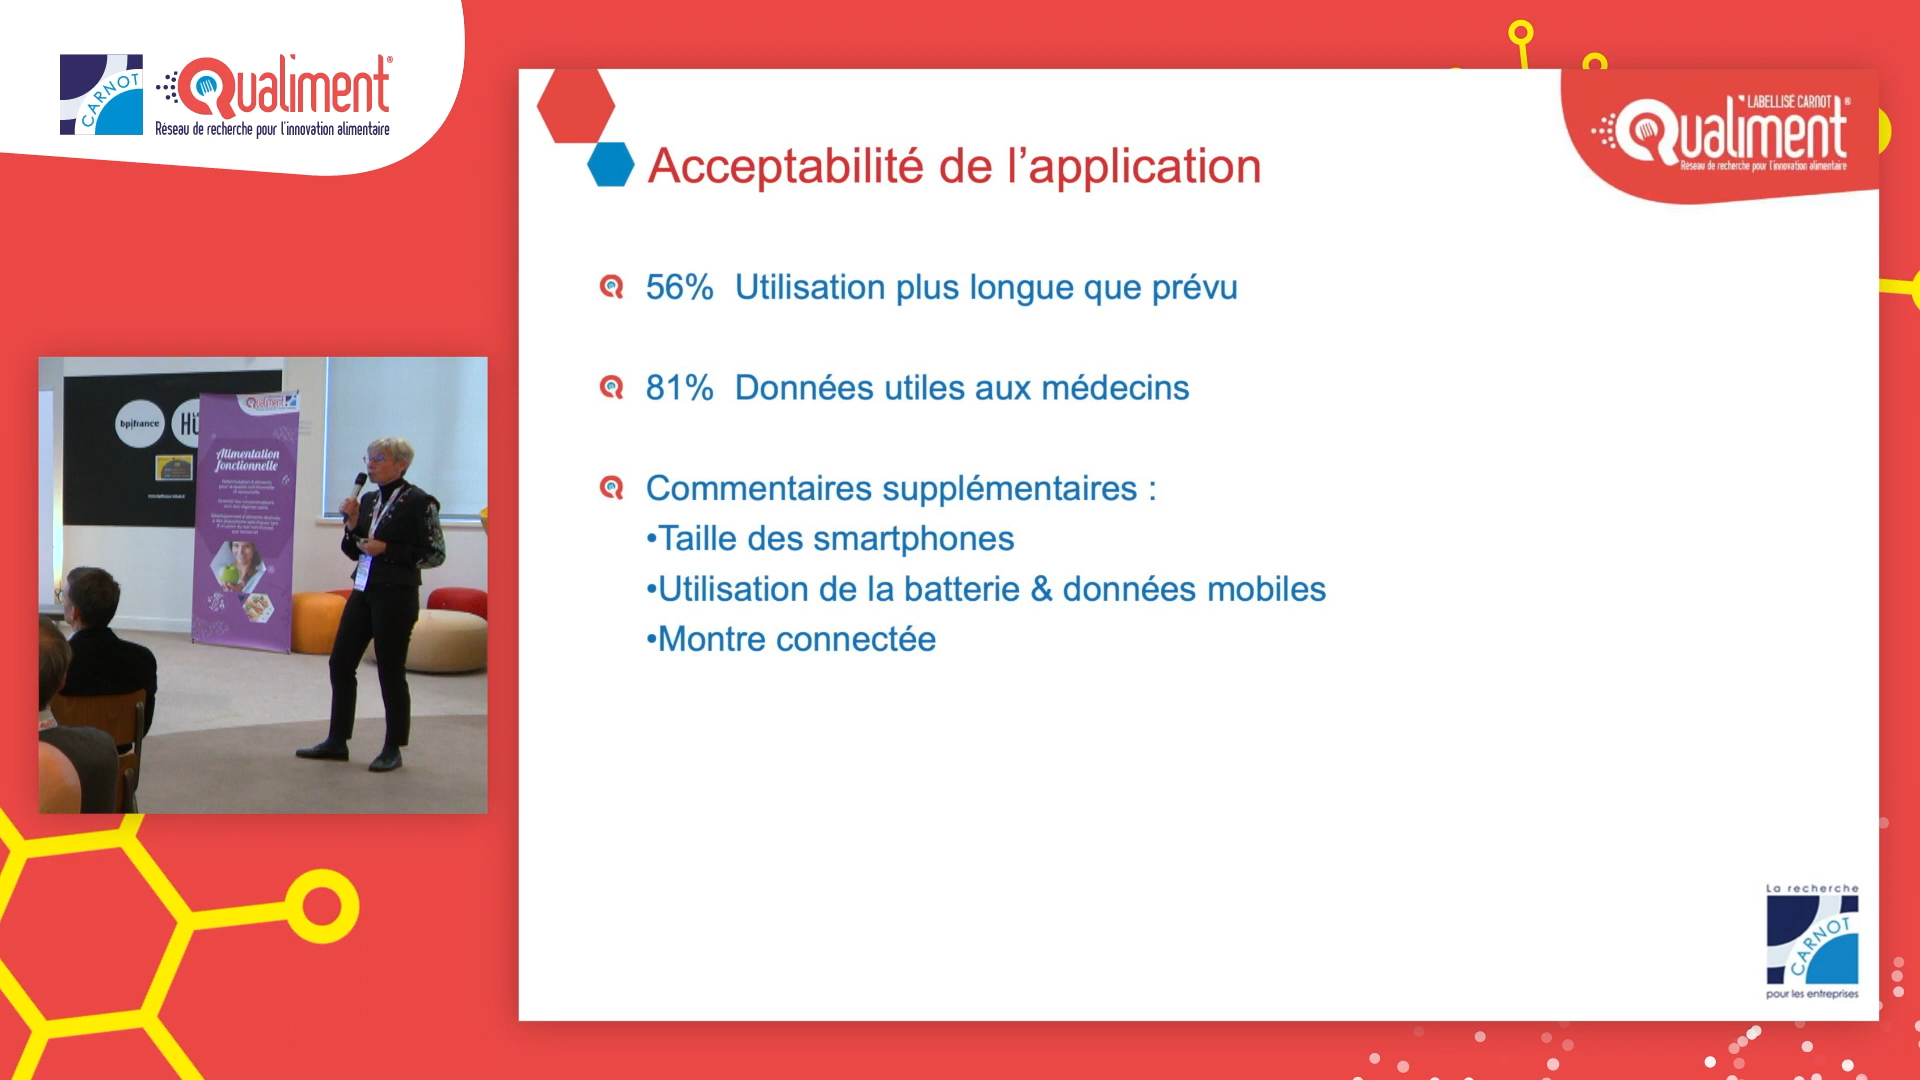 CARNOT
Qualiment®
Réseau de recherche pour l'innovation alimentaire
bpifrance
Qualiment
Alimentation
fonctionnelle
Acceptabilité de l'application
LABELLISÉ CARNOT
Qualiment®
Réseau de recherche pour l'innovation alimentaire
56% Utilisation plus longue que prévu
81% Données utiles aux médecins
Commentaires supplémentaires :
•Taille des smartphones
•Utilisation de la batterie & données mobiles
•Montre connectée
La recherche
CARNOT
pour les entreprises